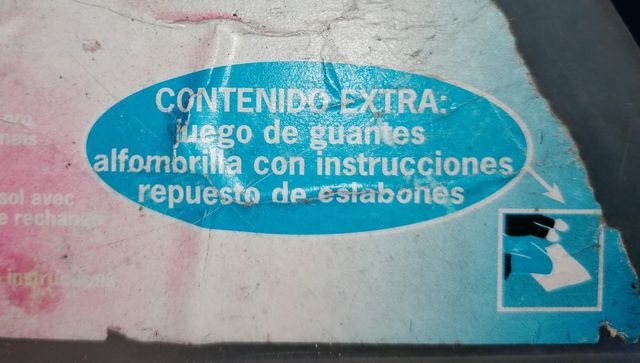 CONTENIDO EXTRA:
juego de guantes
alfombrilla con instrucciones
repuesto de eslabones
sol avec
e rechange
instructions